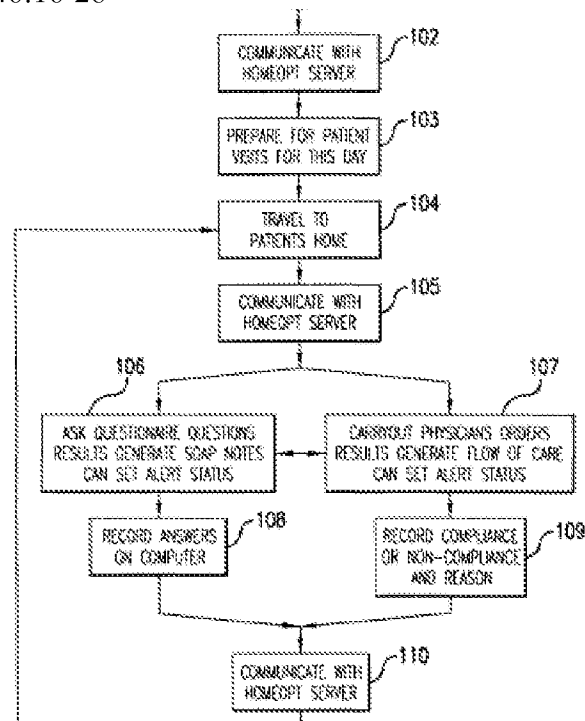 102
COMMUNICATE WITH
HOMEOPT SERVER
103
PREPARE FOR PATIENT
VISITS FOR THIS DAY
104
TRAVEL TO
PATIENTS HOME
105
COMMUNICATE WITH
HOMEOPT SERVER
106
ASK QUESTIONAIRE QUESTIONS
RESULTS GENERATE SOAP NOTES
CAN SET ALERT STATUS
107
CARRYOUT PHYSICIANS ORDERS
RESULTS GENERATE FLOW OF CARE
CAN SET ALERT STATUS
108
RECORD ANSWERS
ON COMPUTER
109
RECORD COMPLIANCE
OR NON-COMPLIANCE
AND REASON
110
COMMUNICATE WITH
HOMEOPT SERVER